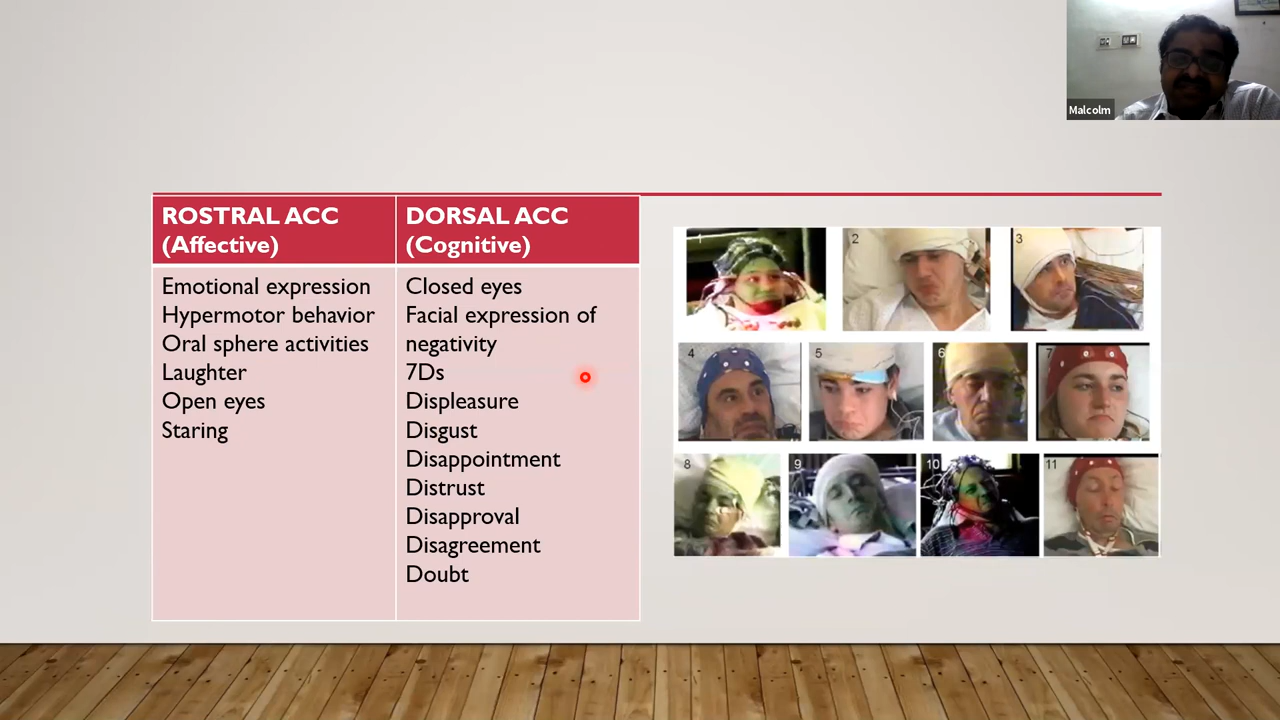 Malcolm
ROSTRAL ACC
(Affective)
DORSAL ACC
(Cognitive)
Emotional expression
Hypermotor behavior
Oral sphere activities
Laughter
Open eyes
Staring
Closed eyes
Facial expression of
negativity
7Ds
Displeasure
Disgust
Disappointment
Distrust
Disapproval
Disagreement
Doubt
1
2
3
4
5
6
7
8
9
10
11